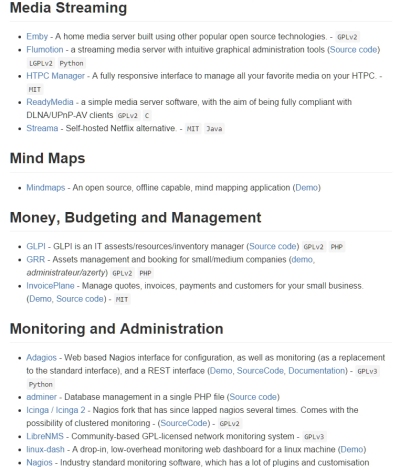 Media Streaming
Emby - A home media server built using other popular open source technologies. - GPLv2
Flumotion - a streaming media server with intuitive graphical administration tools (Source code)
LGPLv2 Python
HTPC Manager - A fully responsive interface to manage all your favorite media on your HTPC. -
MIT
ReadyMedia - a simple media server software, with the aim of being fully compliant with
DLNA/UPnP-AV clients GPLv2 C
Streama - Self-hosted Netflix alternative. - MIT Java
Mind Maps
Mindmaps - An open source, offline capable, mind mapping application (Demo)
Money, Budgeting and Management
GLPI - GLPI is an IT assests/resources/inventory manager (Source code) GPLv2 PHP
GRR - Assets management and booking for small/medium companies (demo,
administrateur/azerty) GPLv2 PHP
InvoicePlane - Manage quotes, invoices, payments and customers for your small business.
(Demo, Source code) - MIT
Monitoring and Administration
Adagios - Web based Nagios interface for configuration, as well as monitoring (as a replacement
to the standard interface), and a REST interface (Demo, SourceCode, Documentation) - GPLv3
Python
adminer - Database management in a single PHP file (Source code)
Icinga / Icinga 2 - Nagios fork that has since lapped nagios several times. Comes with the
possibility of clustered monitoring - (SourceCode) - GPLv2
LibreNMS - Community-based GPL-licensed network monitoring system - GPLv3
linux-dash - A drop-in, low-overhead monitoring web dashboard for a linux machine (Demo)
Nagios - Industry standard monitoring software, which has a lot of plugins and customisation